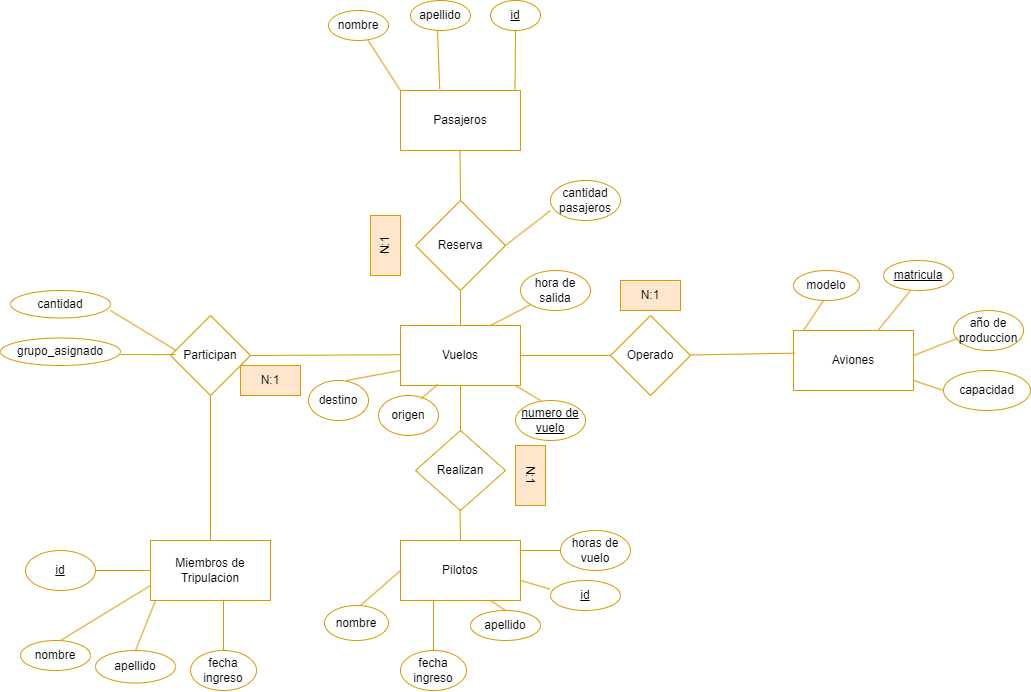 nombre
apellido
id
Pasajeros
cantidad
pasajeros
Reserva
N:1
hora de
salida
N:1
modelo
matricula
cantidad
grupo_asignado
Participan
N:1
Vuelos
Operado
Aviones
año de
produccion
capacidad
destino
origen
numero de
vuelo
Realizan
N:1
Miembros de
Tripulacion
id
nombre
apellido
fecha
ingreso
Pilotos
horas de
vuelo
id
nombre
apellido
fecha
ingreso